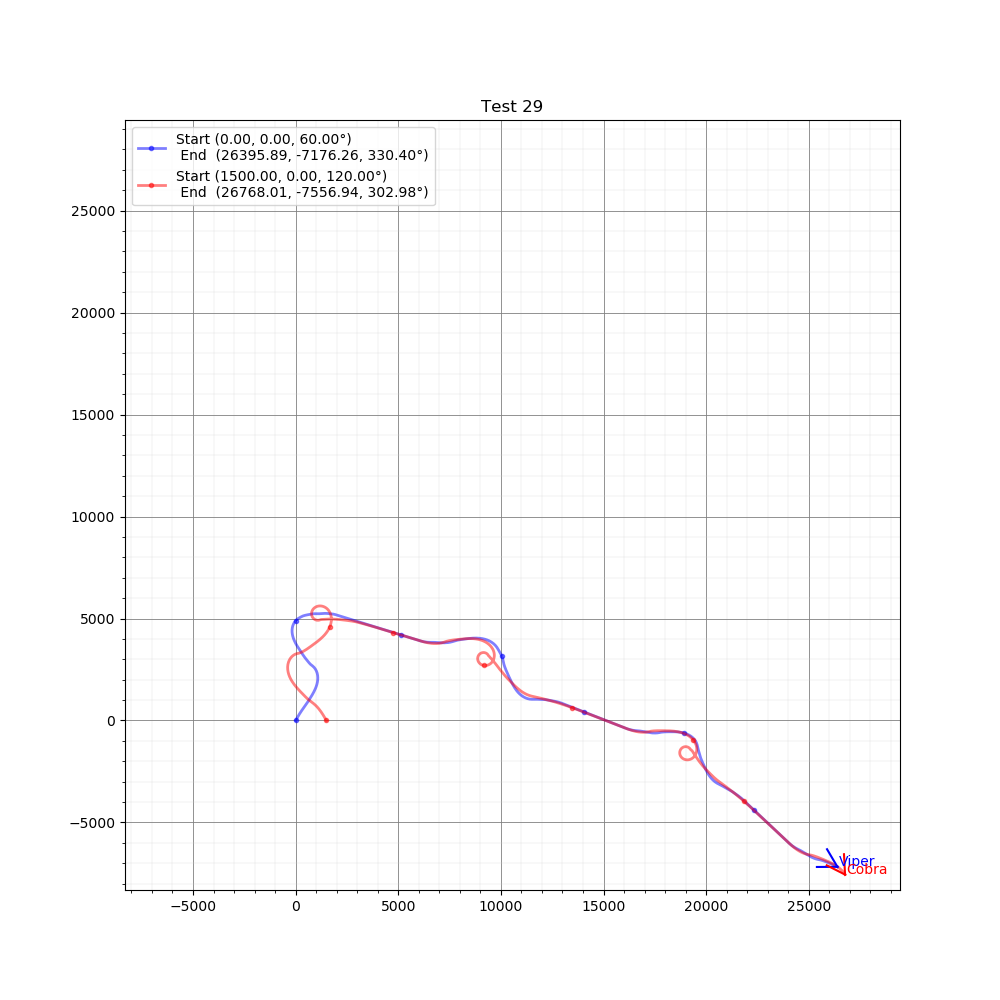 Test 29
Start (0.00, 0.00, 60.00°)
End (26395.89, -7176.26, 330.40°)
Start (1500.00, 0.00, 120.00°)
End (26768.01, -7556.94, 302.98°)
25000
20000
15000
10000
5000
0
−5000
Viper
Cobra
−5000 0 5000 10000 15000 20000 25000